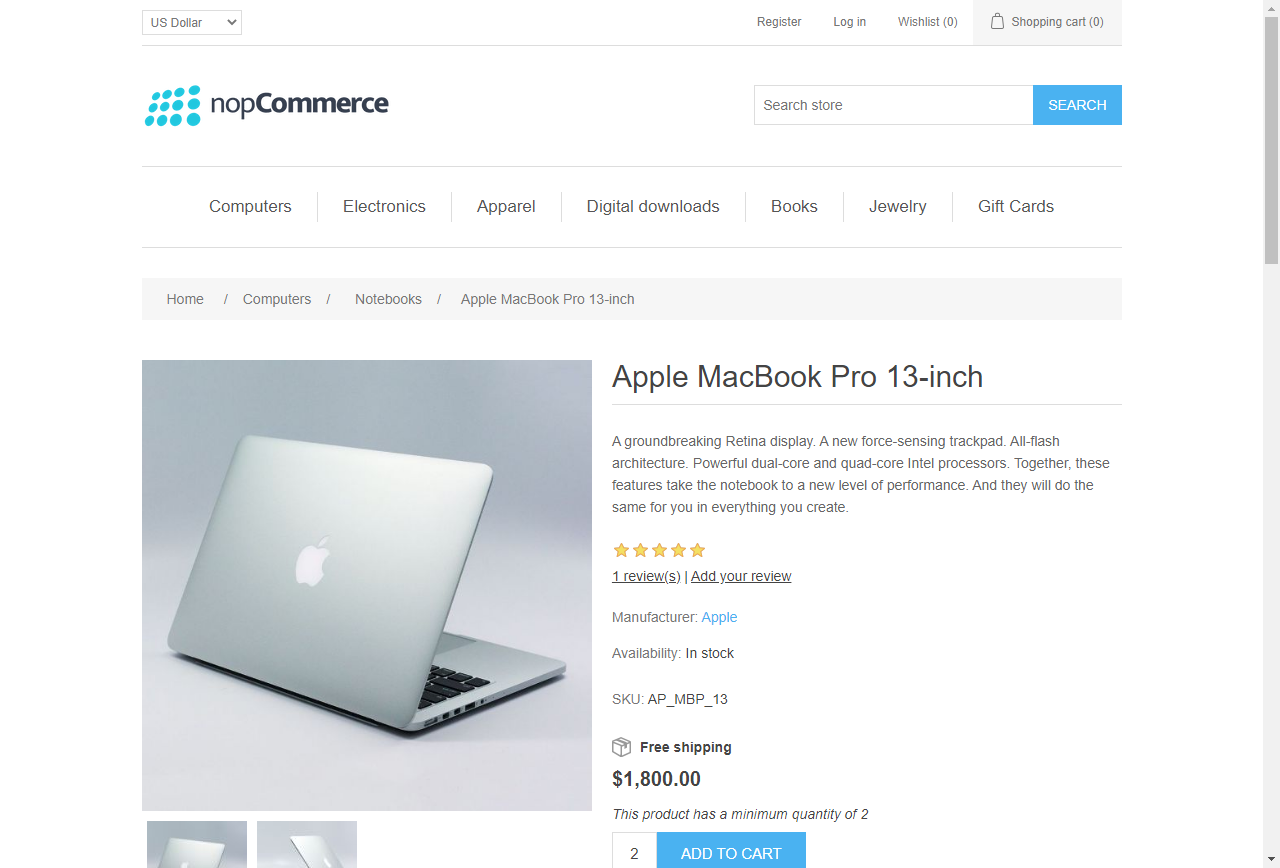 US Dollar
Register
Log in
Wishlist (0)
Shopping cart (0)
nopCommerce
Search store
SEARCH
Computers
Electronics
Apparel
Digital downloads
Books
Jewelry
Gift Cards
Home / Computers / Notebooks / Apple MacBook Pro 13-inch
Apple MacBook Pro 13-inch
A groundbreaking Retina display. A new force-sensing trackpad. All-flash
architecture. Powerful dual-core and quad-core Intel processors. Together, these
features take the notebook to a new level of performance. And they will do the
same for you in everything you create.
1 review(s) | Add your review
Manufacturer: Apple
Availability: In stock
SKU: AP_MBP_13
Free shipping
$1,800.00
This product has a minimum quantity of 2
2
ADD TO CART